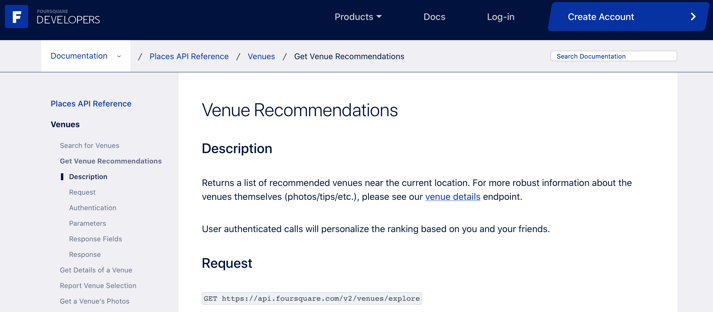 F
FOURSQUARE
DEVELOPERS
Products
Docs
Log-in
Create Account
Documentation
/ Places API Reference / Venues / Get Venue Recommendations
Search Documentation
Places API Reference
Venues
Search for Venues
Get Venue Recommendations
Description
Request
Authentication
Parameters
Response Fields
Response
Get Details of a Venue
Report Venue Selection
Get a Venue's Photos
Venue Recommendations
Description
Returns a list of recommended venues near the current location. For more robust information about the
venues themselves (photos/tips/etc.), please see our venue details endpoint.
User authenticated calls will personalize the ranking based on you and your friends.
Request
GET https://api.foursquare.com/v2/venues/explore